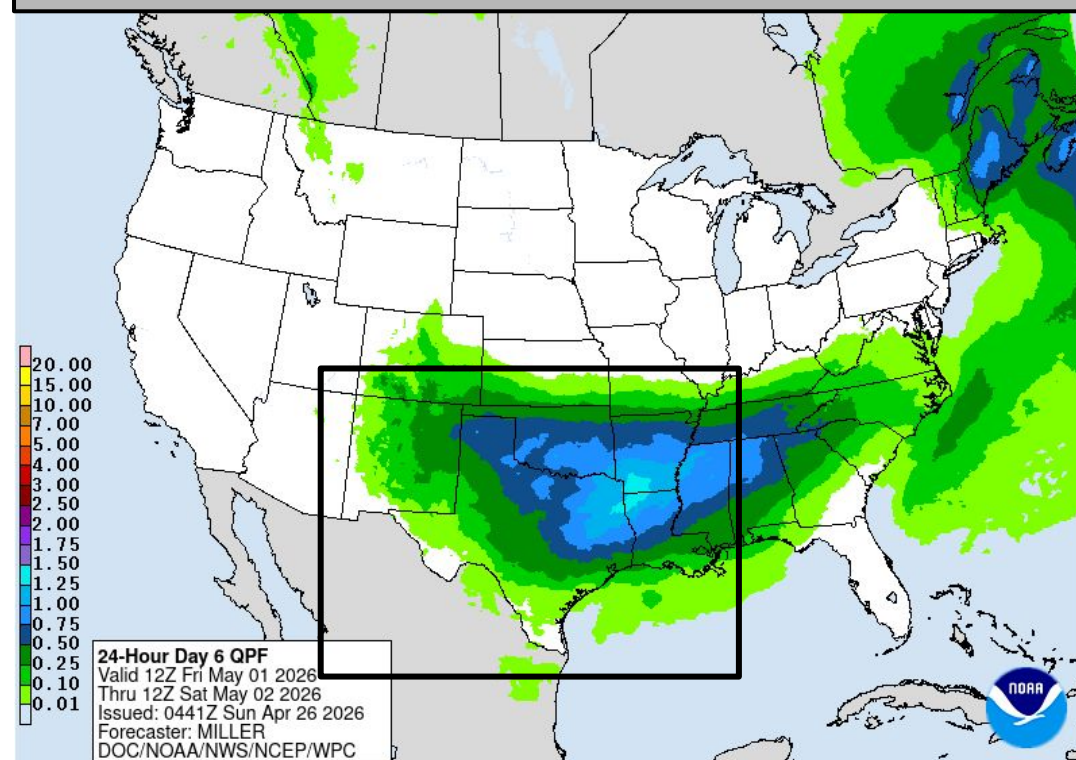 20.00
15.00
10.00
7.00
5.00
4.00
3.00
2.50
2.00
1.75
1.50
1.25
1.00
0.75
0.50
0.25
0.10
0.01
24-Hour Day 6 QPF
Valid 12Z Fri May 01 2026
Thru 12Z Sat May 02 2026
Issued: 0441Z Sun Apr 26 2026
Forecaster: MILLER
DOC/NOAA/NWS/NCEP/WPC
NOAA